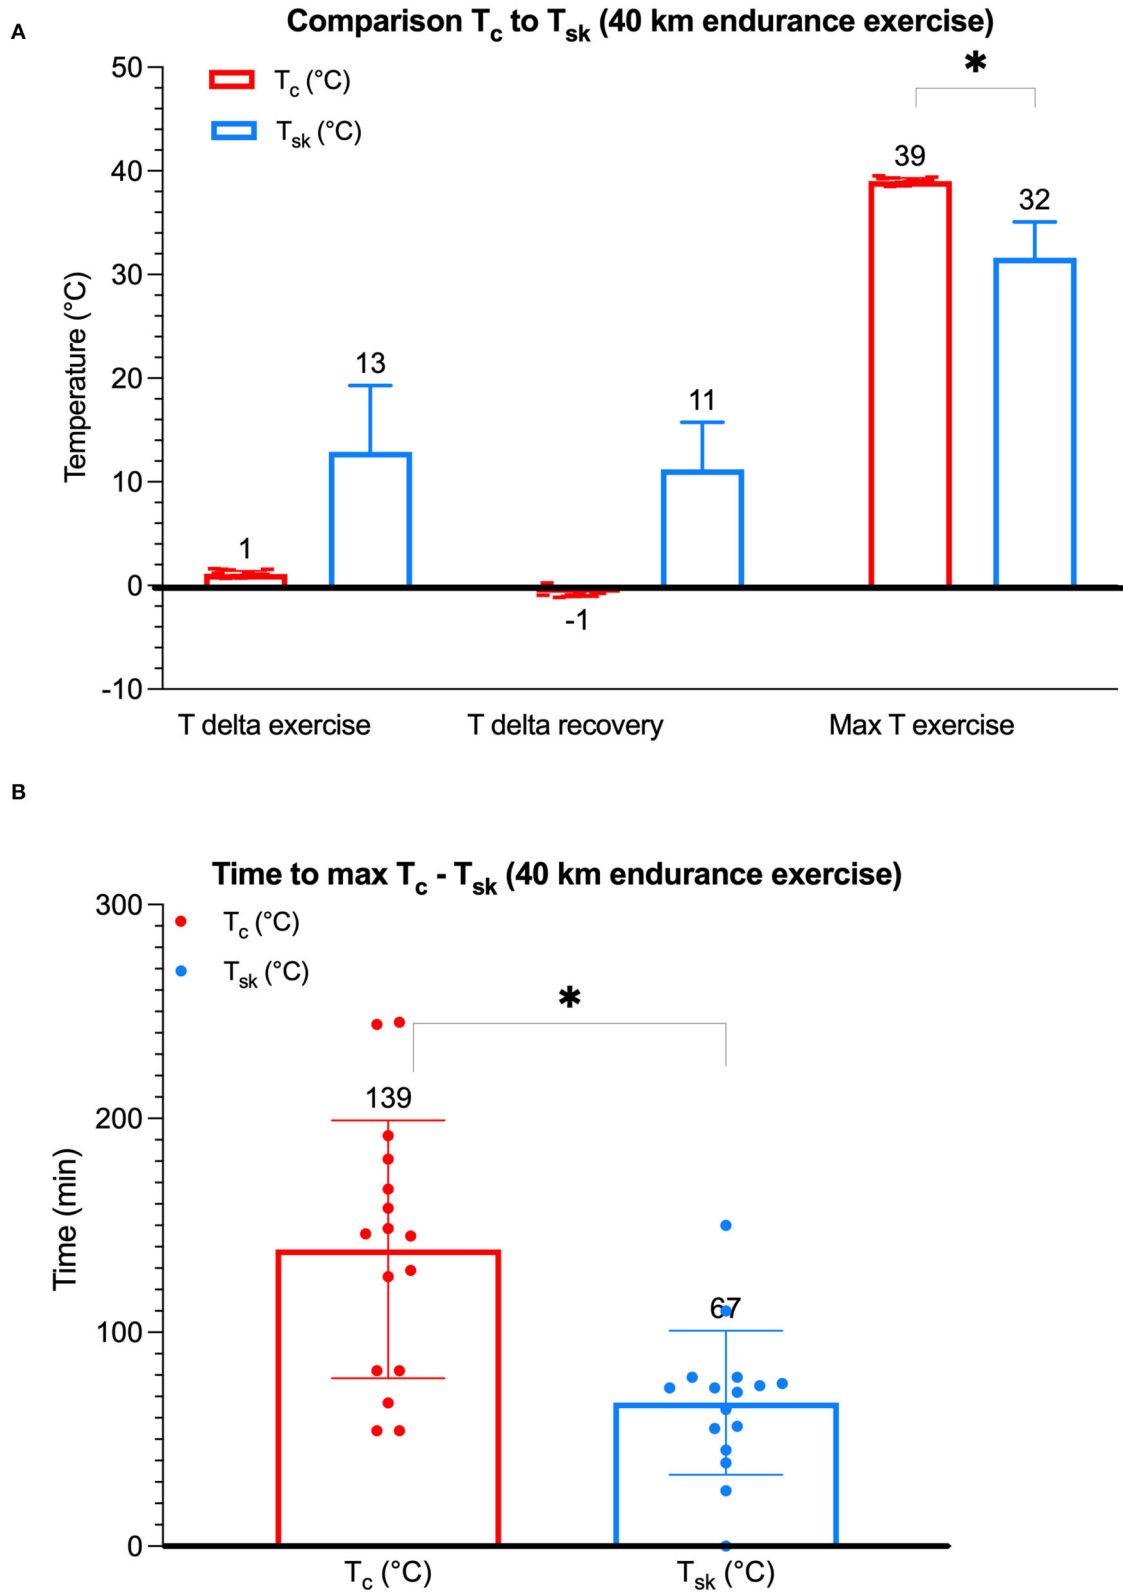 A
Comparison Tc to Tsk (40 km endurance exercise)
50
Tc (°C)
Tsk (°C)
*
40
39
32
30
Temperature (°C)
20
13
11
10
1
0
-1
-10
T delta exercise
T delta recovery
Max T exercise
B
Time to max Tc - Tsk (40 km endurance exercise)
300
Tc (°C)
Tsk (°C)
*
139
200
Time (min)
67
100
0
Tc (°C)
Tsk (°C)